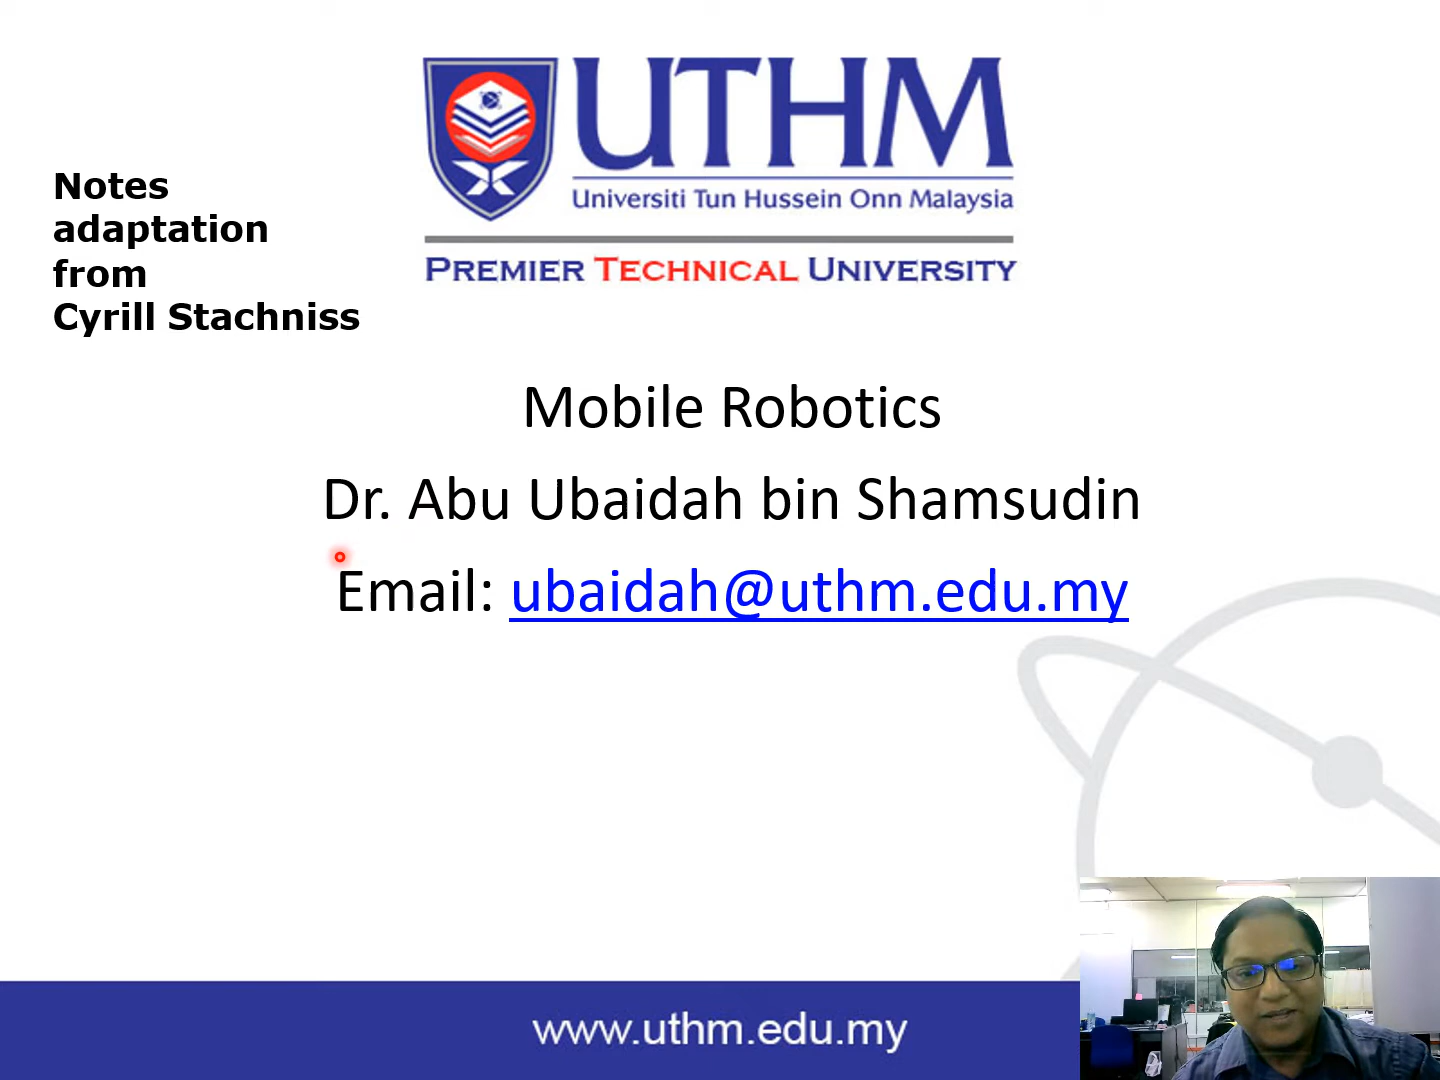 UTHM
Universiti Tun Hussein Onn Malaysia
PREMIER TECHNICAL UNIVERSITY
Notes
adaptation
from
Cyrill Stachniss
Mobile Robotics
Dr. Abu Ubaidah bin Shamsudin
Email: ubaidah@uthm.edu.my
www.uthm.edu.my